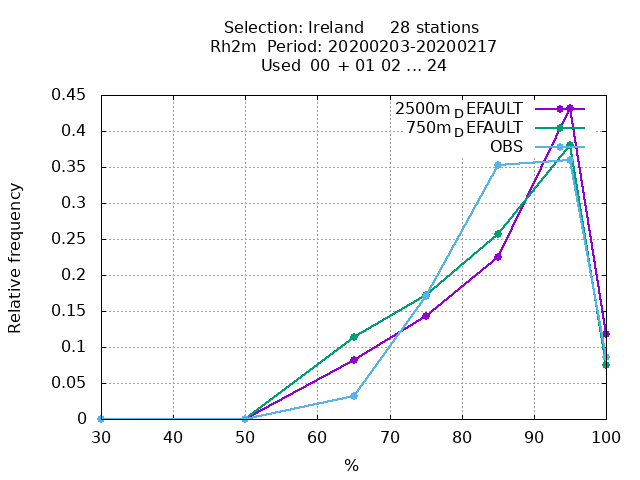 Selection: Ireland     28 stations
Rh2m  Period: 20200203-20200217
Used  00  + 01 02 ... 24
0.45
0.4
0.35
0.3
0.25
0.2
0.15
0.1
0.05
0
Relative frequency
2500m_DEFAULT
750m_DEFAULT
OBS
30 40 50 60 70 80 90 100
%